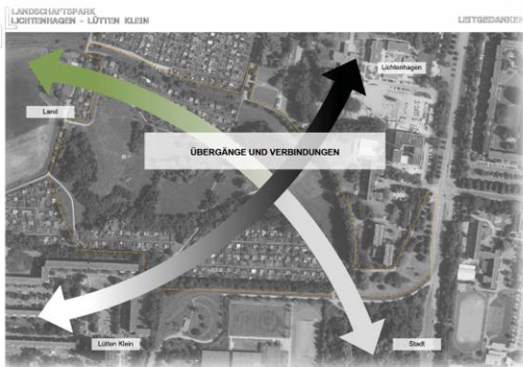 LANDSCHAFTSPARK
LICHTENHAGEN - LÜTTEN KLEIN
LEITGEDANKEN
Lichtenhagen
Land
ÜBERGÄNGE UND VERBINDUNGEN
Lütten Klein
Stadt